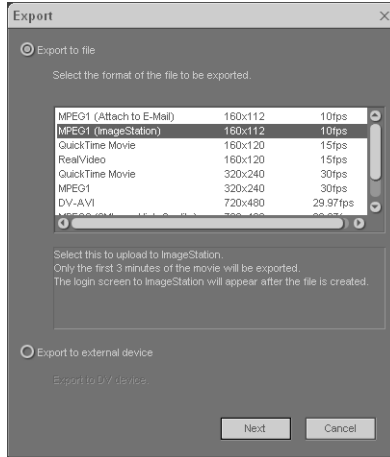 Export
Export to file
Select the format of the file to be exported.
MPEG1 (Attach to E-Mail) 160x112 10fps
MPEG1 (ImageStation) 160x112 10fps
QuickTime Movie 160x120 15fps
RealVideo 160x120 15fps
QuickTime Movie 320x240 30fps
MPEG1 320x240 30fps
DV-AVI 720x480 29.97fps
Select this to upload to ImageStation.
Only the first 3 minutes of the movie will be exported.
The login screen to ImageStation will appear after the file is created.
Export to external device
Export to DV device.
Next Cancel